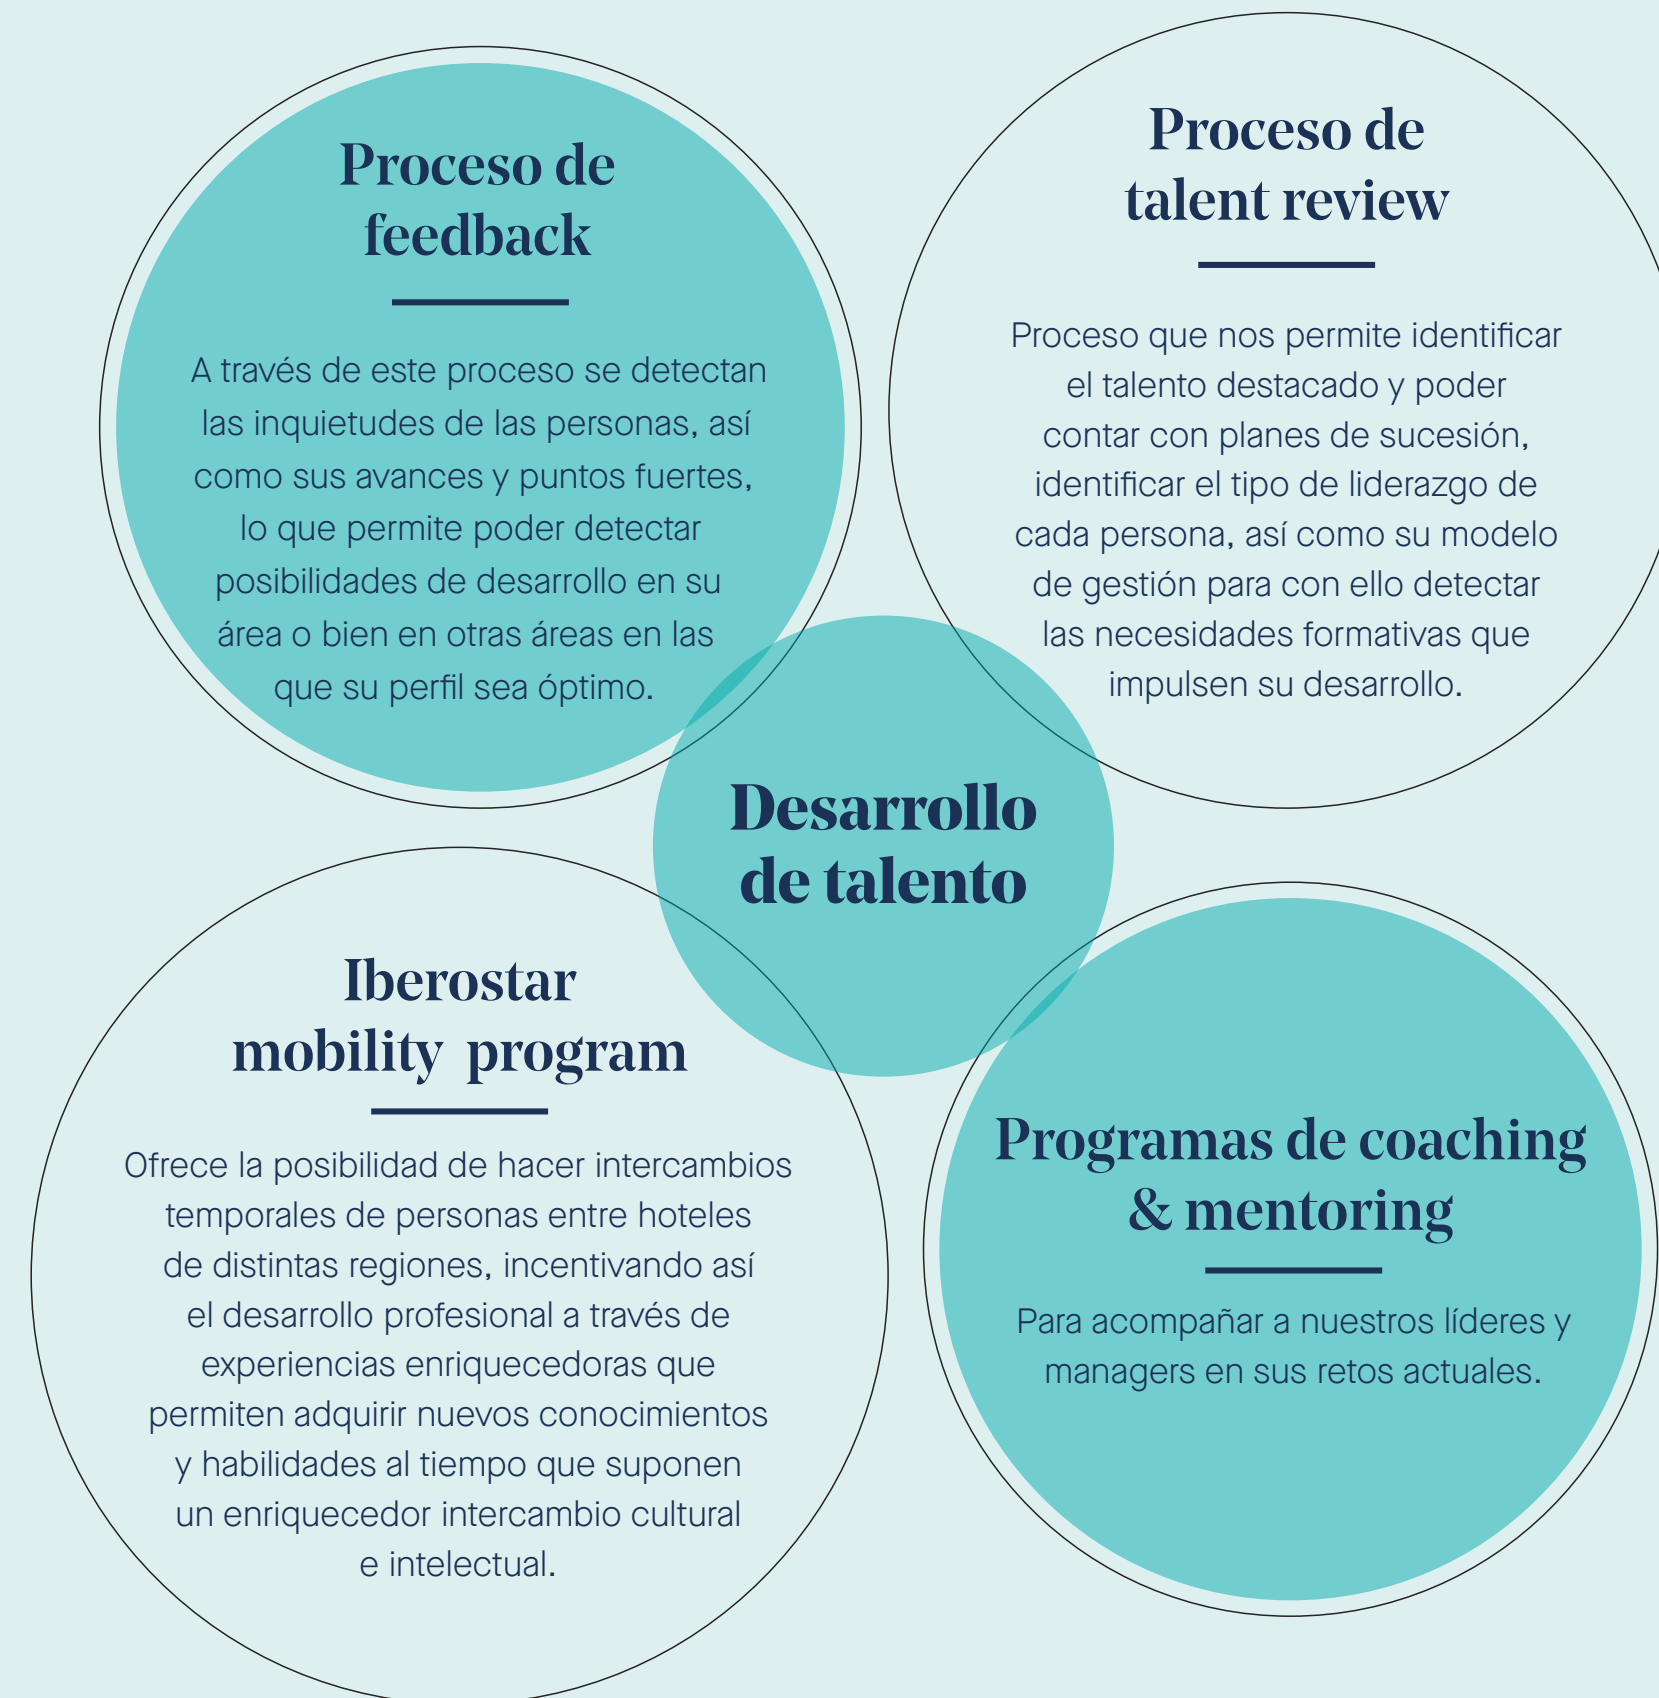 Proceso de
feedback
A través de este proceso se detectan
las inquietudes de las personas, así
como sus avances y puntos fuertes,
lo que permite poder detectar
posibilidades de desarrollo en su
área o bien en otras áreas en las
que su perfil sea óptimo.
Proceso de
talent review
Proceso que nos permite identificar
el talento destacado y poder
contar con planes de sucesión,
identificar el tipo de liderazgo de
cada persona, así como su modelo
de gestión para con ello detectar
las necesidades formativas que
impulsen su desarrollo.
Desarrollo
de talento
Iberostar
mobility program
Ofrece la posibilidad de hacer intercambios
temporales de personas entre hoteles
de distintas regiones, incentivando así
el desarrollo profesional a través de
experiencias enriquecedoras que
permiten adquirir nuevos conocimientos
y habilidades al tiempo que suponen
un enriquecedor intercambio cultural
e intelectual.
Programas de coaching
& mentoring
Para acompañar a nuestros líderes y
managers en sus retos actuales.